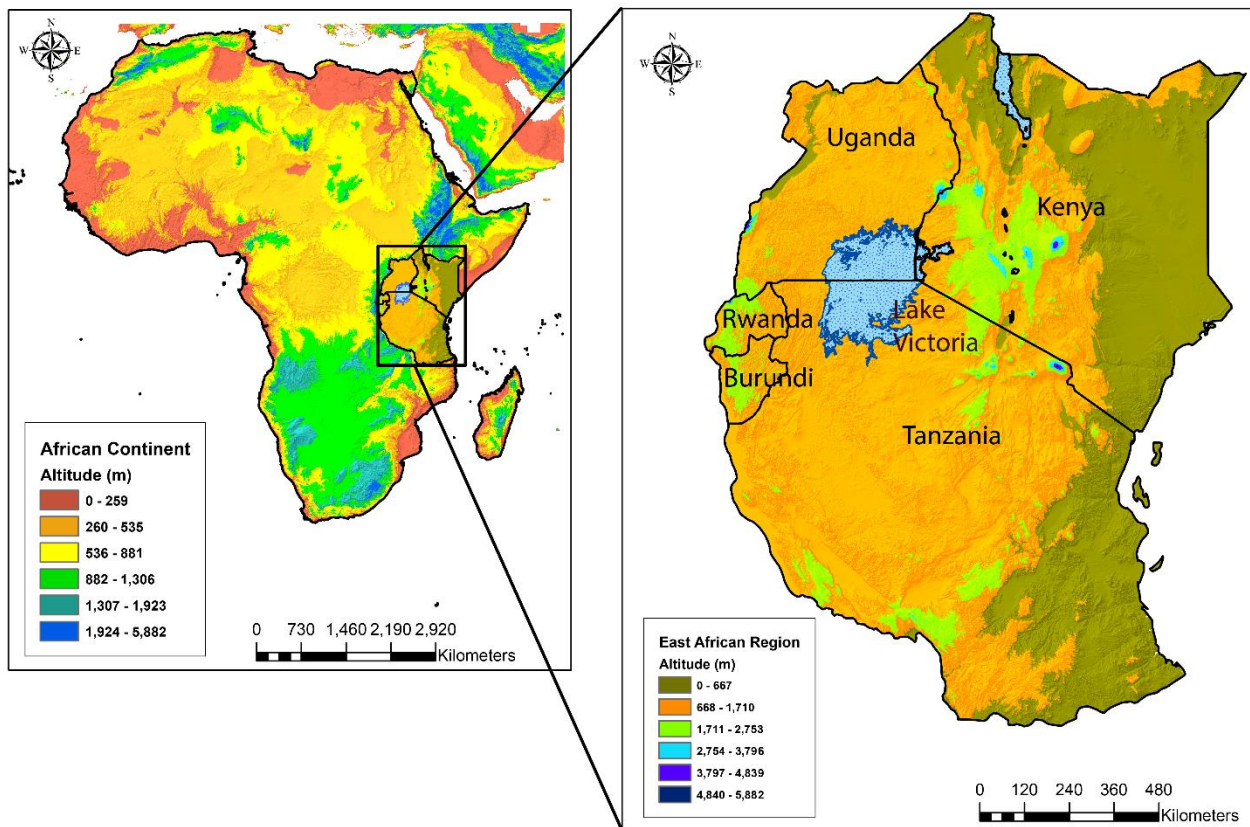 N
W E
S
African Continent
Altitude (m)
0 - 259
260 - 535
536 - 881
882 - 1,306
1,307 - 1,923
1,924 - 5,882
0 730 1,460 2,190 2,920
Kilometers
N
W E
S
Uganda
Kenya
Rwanda
Lake
Victoria
Burundi
Tanzania
East African Region
Altitude (m)
0 - 667
668 - 1,710
1,711 - 2,753
2,754 - 3,796
3,797 - 4,839
4,840 - 5,882
0 120 240 360 480
Kilometers